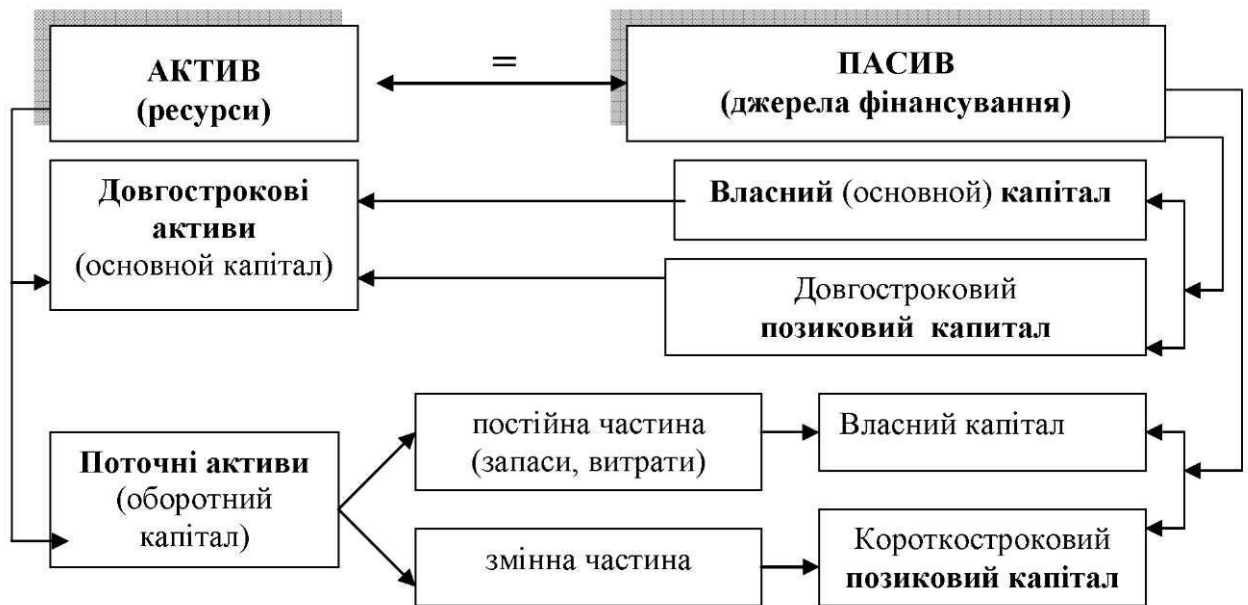 АКТИВ
(ресурси)
=
ПАСИВ
(джерела фінансування)
Довгострокові
активи
(основной капітал)
Власний (основной) капітал
Довгостроковий
позиковий капитал
Поточні активи
(оборотний
капітал)
постійна частина
(запаси, витрати)
Власний капітал
змінна частина
Короткостроковий
позиковий капітал